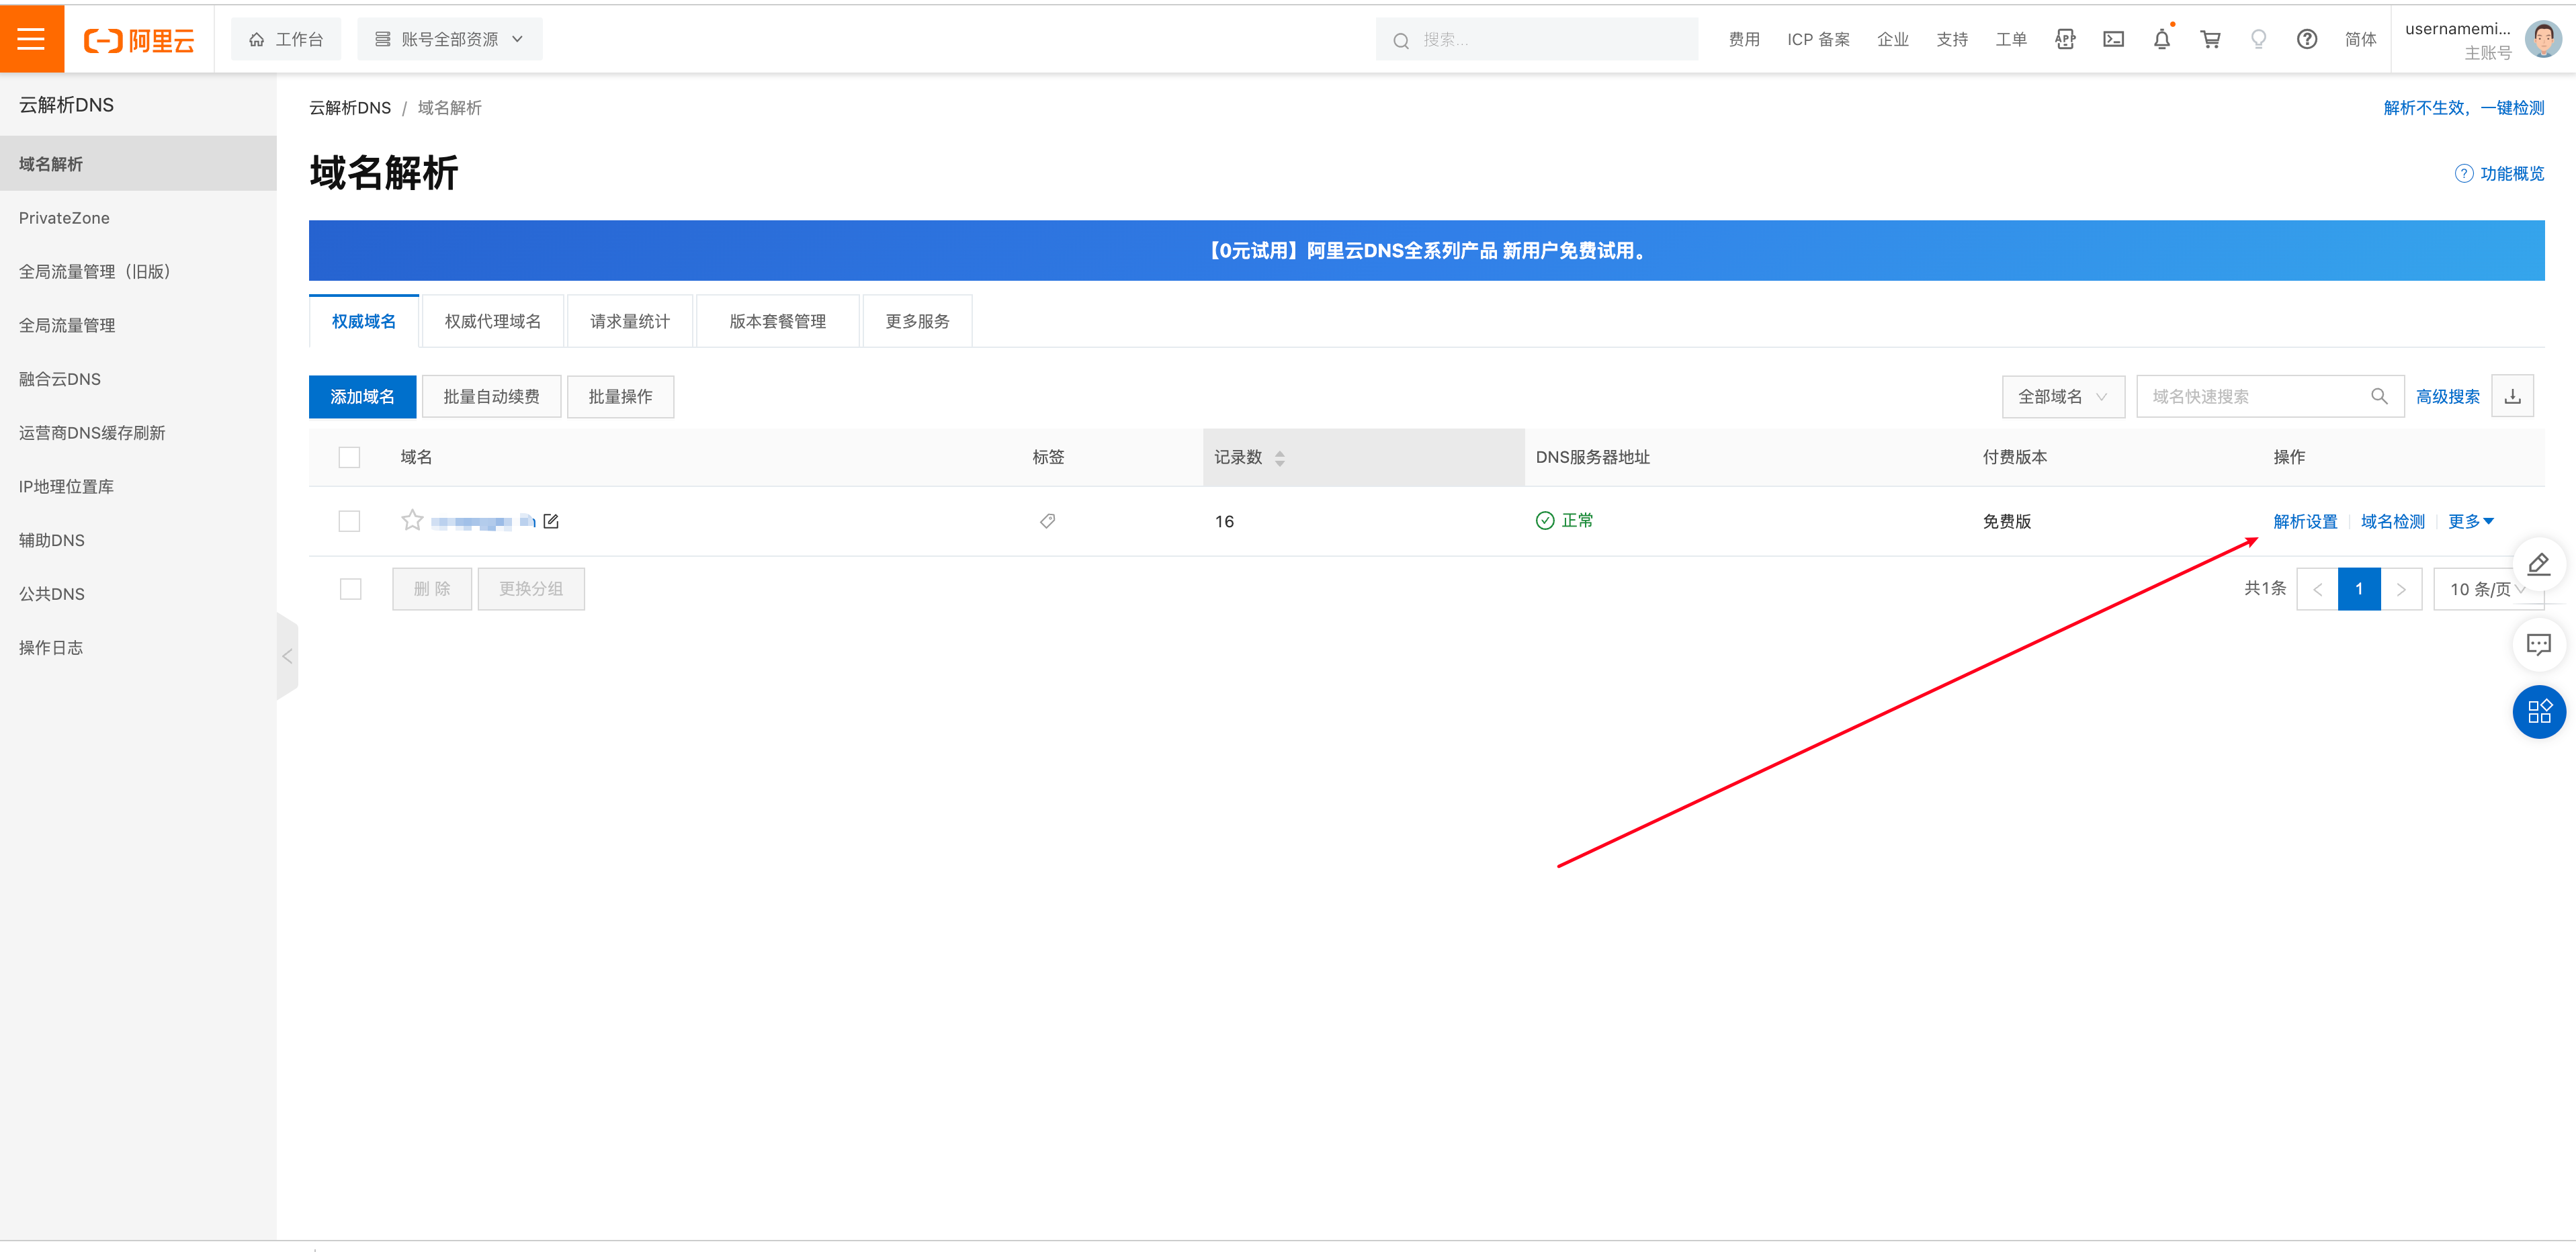 阿里云
工作台
账号全部资源
搜索...
费用
ICP 备案
企业
支持
工单
简体
usernamemi...
主账号
云解析DNS
域名解析
PrivateZone
全局流量管理（旧版）
全局流量管理
融合云DNS
运营商DNS缓存刷新
IP地理位置库
辅助DNS
公共DNS
操作日志
云解析DNS / 域名解析
解析不生效，一键检测
域名解析
功能概览
【0元试用】阿里云DNS全系列产品 新用户免费试用。
权威域名
权威代理域名
请求量统计
版本套餐管理
更多服务
添加域名
批量自动续费
批量操作
全部域名
域名快速搜索
高级搜索
域名
标签
记录数
DNS服务器地址
付费版本
操作
16
正常
免费版
解析设置
域名检测
更多
删 除
更换分组
共1条
1
10 条/页